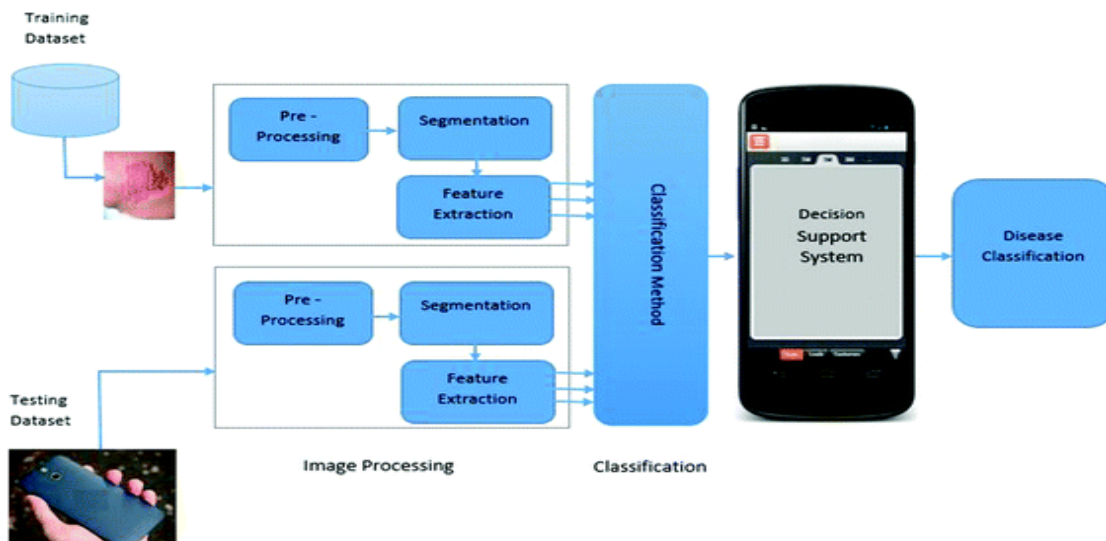 Training
Dataset
Pre -
Processing
Segmentation
Feature
Extraction
Classification Method
Decision
Support
System
Disease
Classification
Pre -
Processing
Segmentation
Feature
Extraction
Testing
Dataset
Image Processing
Classification